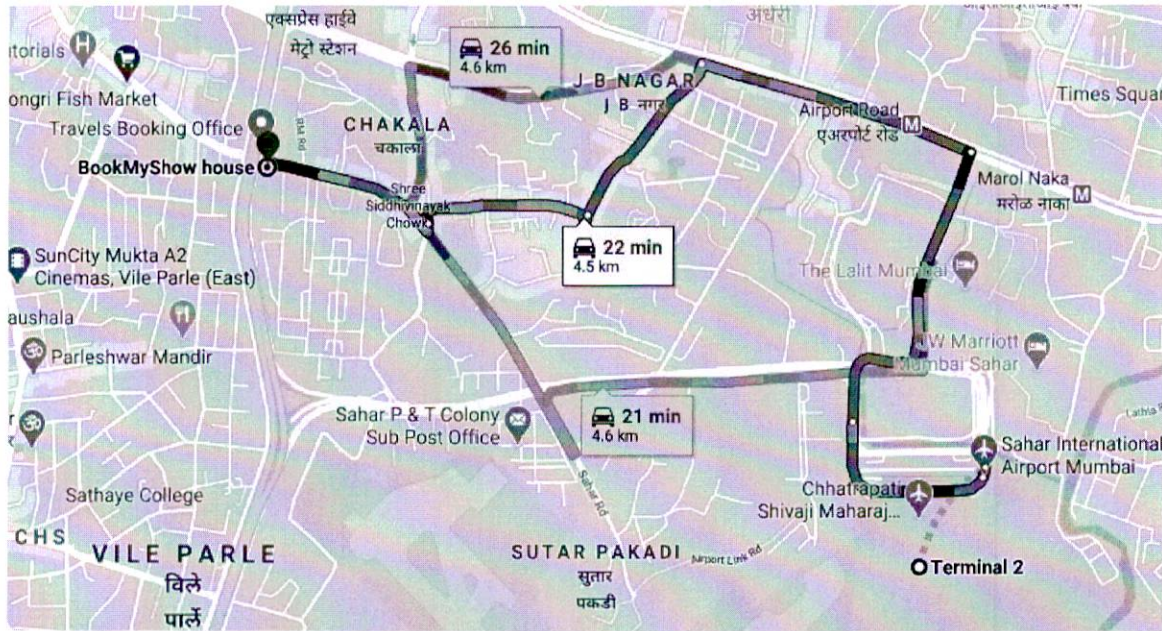 एक्सप्रेस हाईवे
मेट्रो स्टेशन
अंधेरी
26 min
4.6 km
utorials
ongri Fish Market
Travels Booking Office
BookMyShow house
RM Rd
CHAKALA
चकाला
J B NAGAR
J B नगर
Airport Road
एअरपोर्ट रोड
Times Squar
Marol Naka
मरोळ नाका
Shree
Siddhivinayak
Chowk
22 min
4.5 km
The Lalit Mumbai
SunCity Mukta A2
Cinemas, Vile Parle (East)
aushala
Parleshwar Mandir
JW Marriott
Mumbai Sahar
Sahar P & T Colony
Sub Post Office
21 min
4.6 km
Sahar Rd
Sahar International
Airport Mumbai
Chhatrapati
Shivaji Maharaj...
Sathaye College
CHS
VILE PARLE
विले
पार्ले
SUTAR PAKADI
सुतार
पकडी
Airport Link Rd
Terminal 2